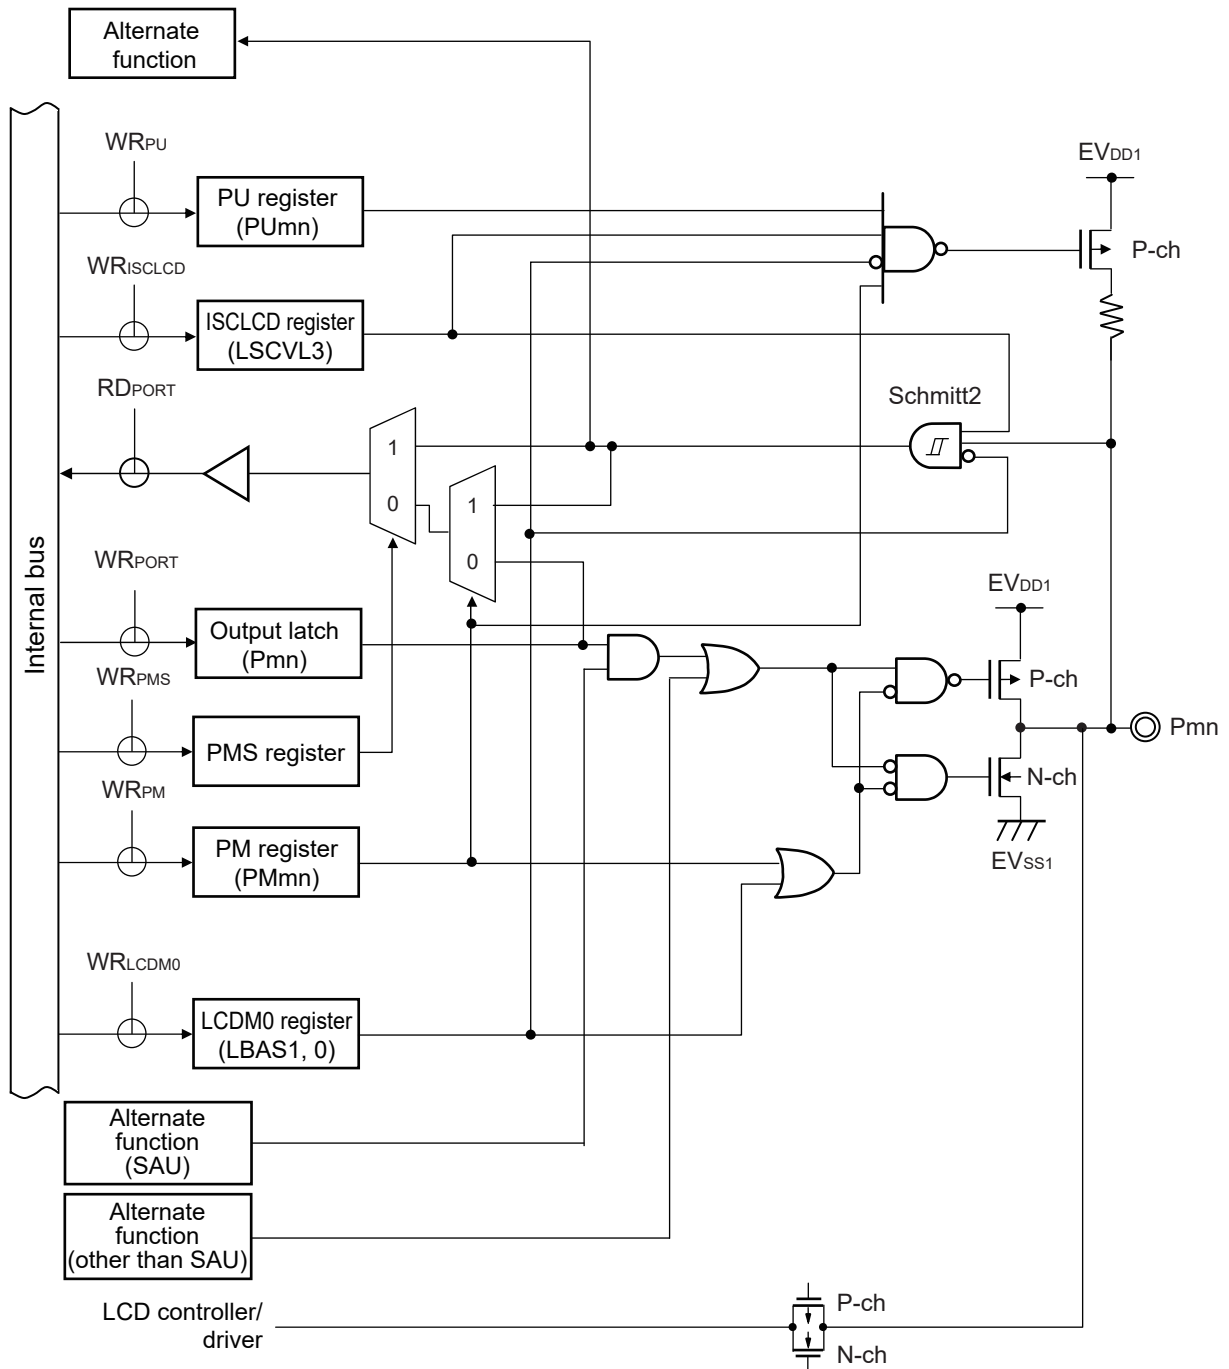 Alternate
function
WRPU
EVDD1
PU register
(PUmn)
P-ch
WRISCLCD
ISCLCD register
(LSCVL3)
RDPORT
Schmitt2
1
0
1
0
Internal bus
WRPORT
EVDD1
Output latch
(Pmn)
WRPMS
P-ch
Pmn
PMS register
N-ch
WRPM
PM register
(PMmn)
EVSS1
WRLCDM0
LCDM0 register
(LBAS1, 0)
Alternate
function
(SAU)
Alternate
function
(other than SAU)
P-ch
LCD controller/
driver
N-ch